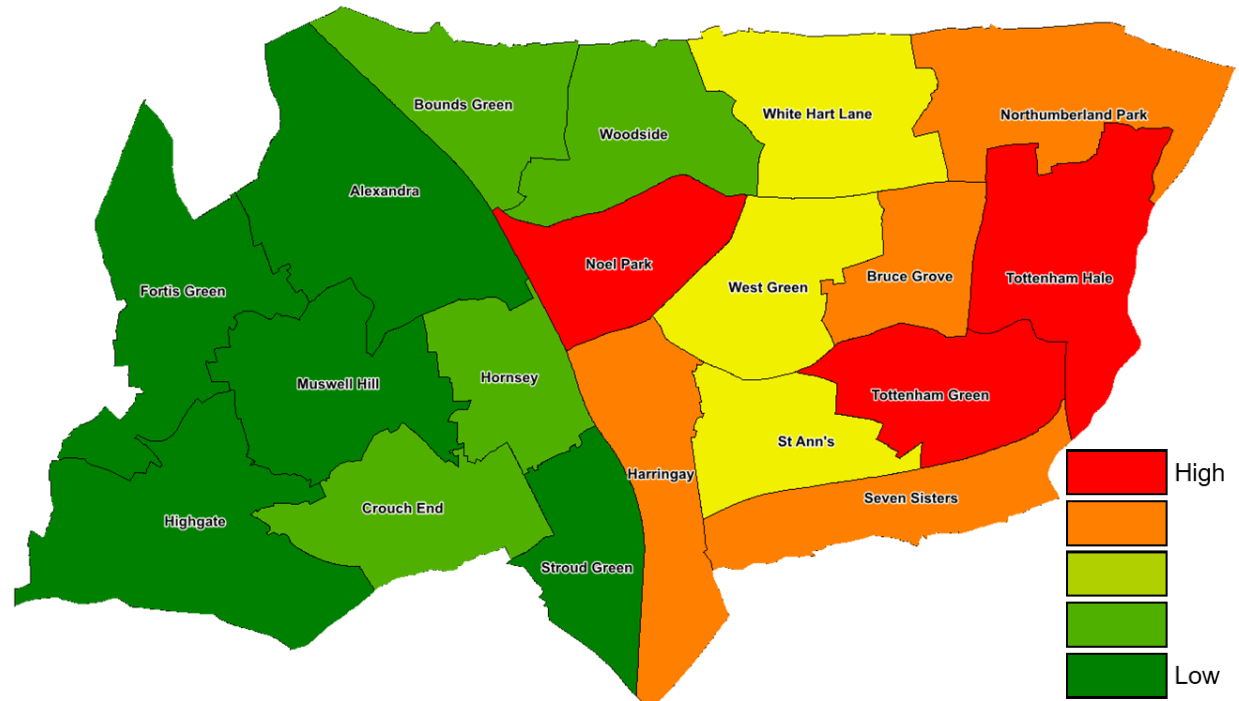 Bounds Green
White Hart Lane
Northumberland Park
Woodside
Alexandra
Noel Park
Bruce Grove
Tottenham Hale
West Green
Fortis Green
Hornsey
Muswell Hill
Tottenham Green
St Ann's
Harringay
High
Seven Sisters
Crouch End
Highgate
Stroud Green
Low